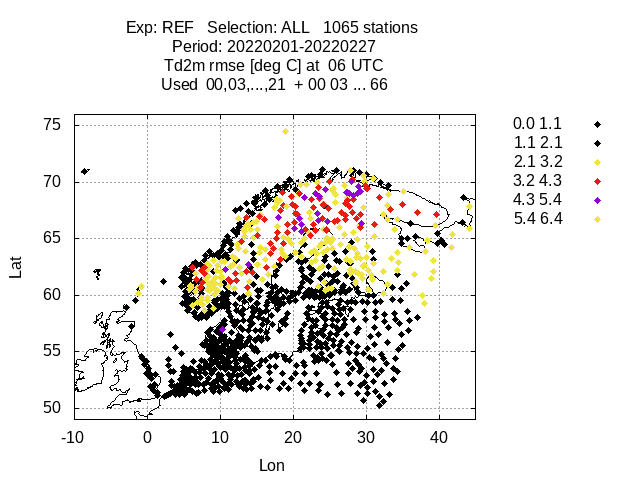 Exp: REF   Selection: ALL   1065 stations
Period: 20220201-20220227
Td2m rmse [deg C] at  06 UTC
Used  00,03,...,21  + 00 03 ... 66
0.0 1.1
1.1 2.1
2.1 3.2
3.2 4.3
4.3 5.4
5.4 6.4
75
70
65
60
55
50
Lat
-10 0 10 20 30 40
Lon